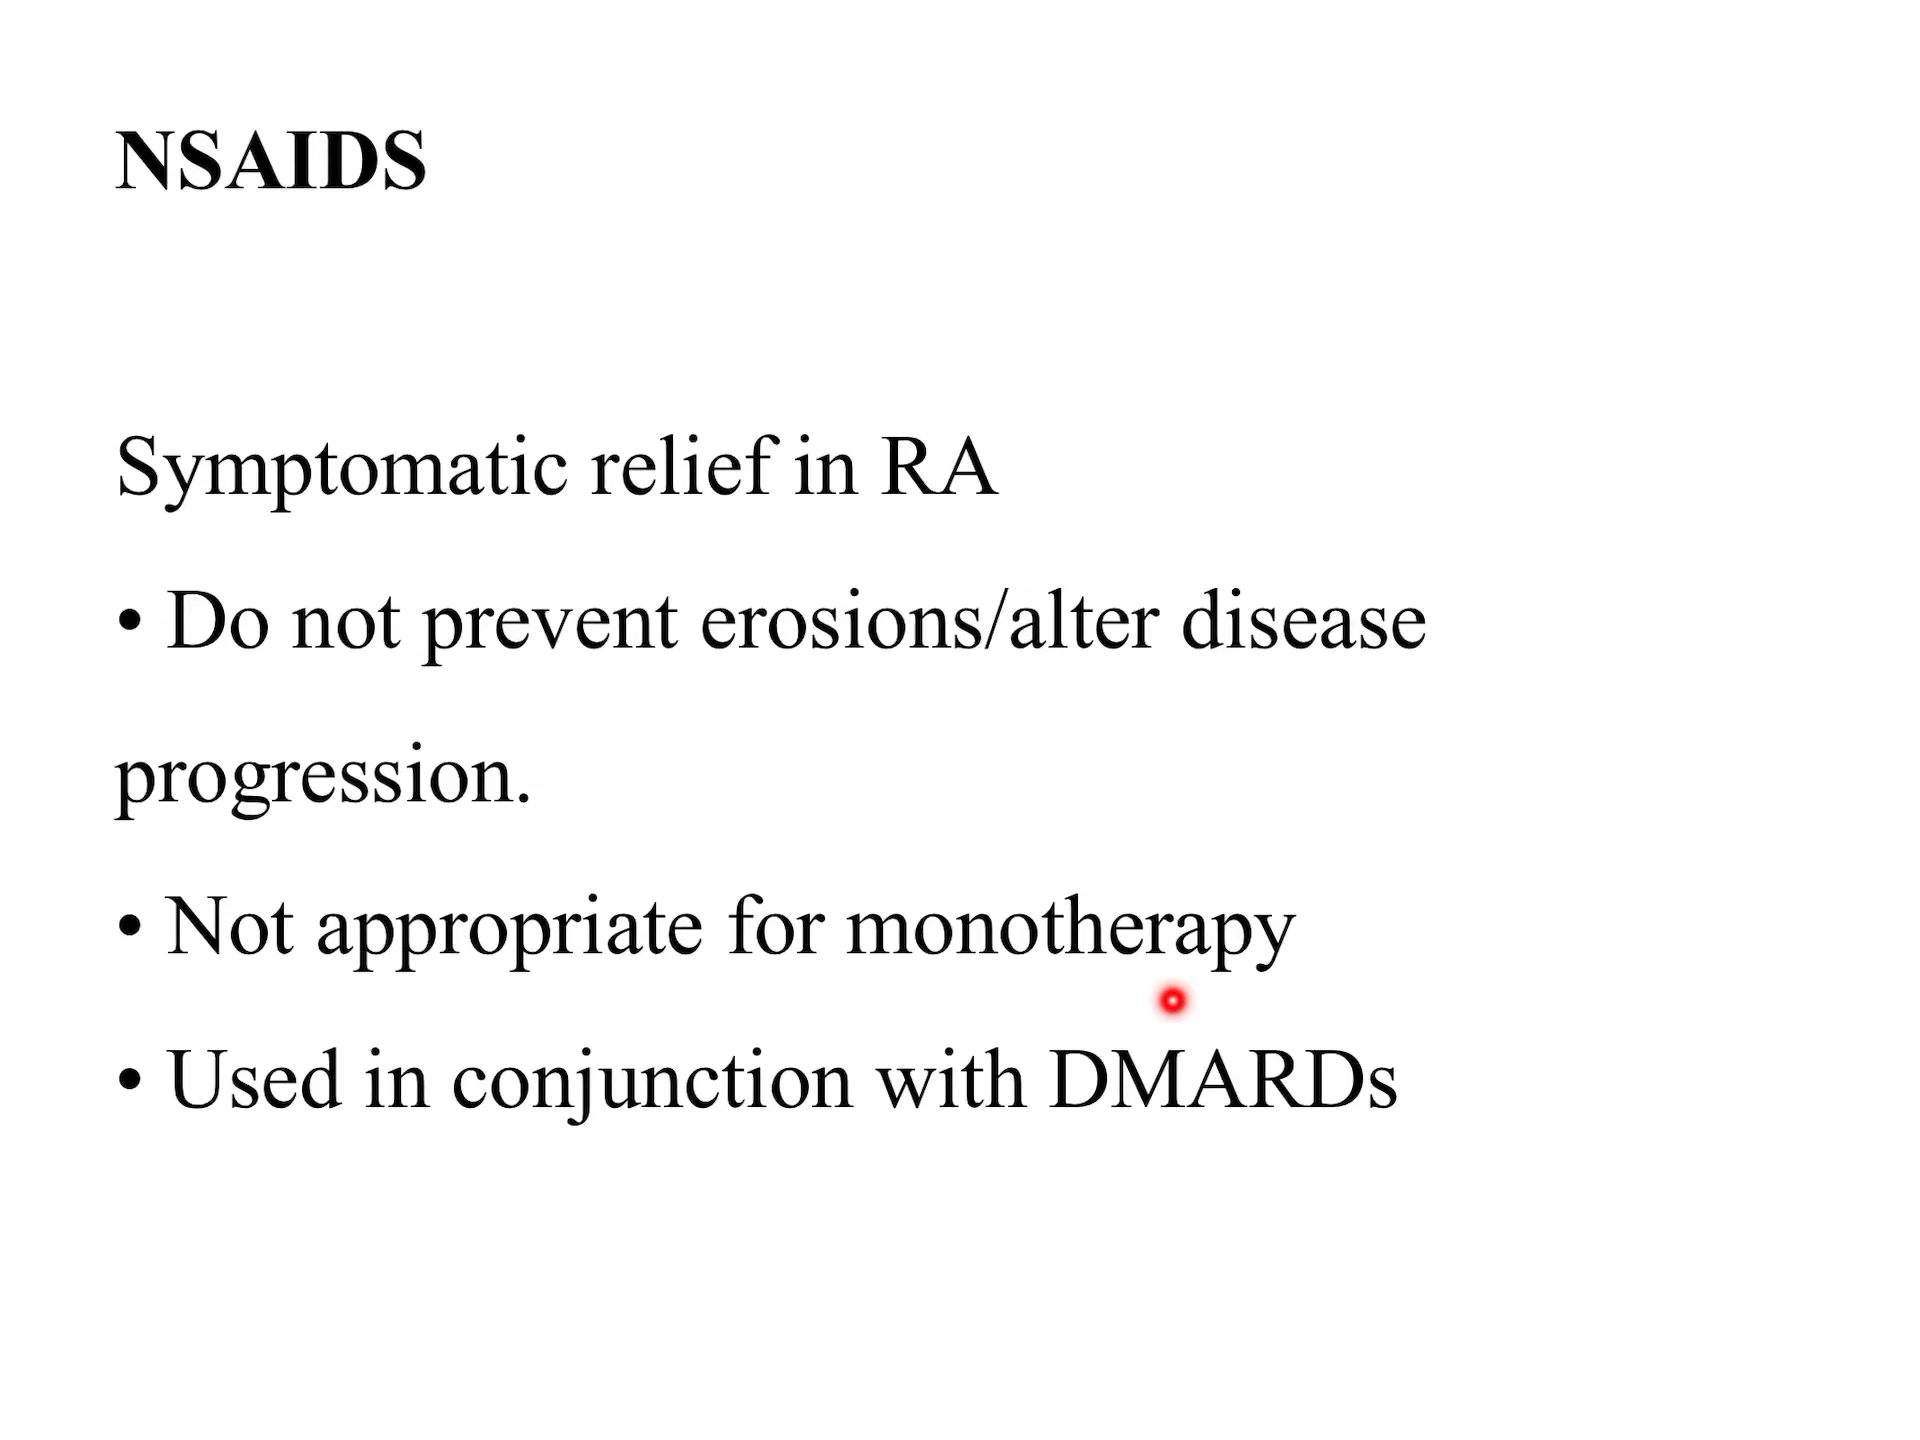 NSAIDS
Symptomatic relief in RA
• Do not prevent erosions/alter disease
progression.
• Not appropriate for monotherapy
• Used in conjunction with DMARDs